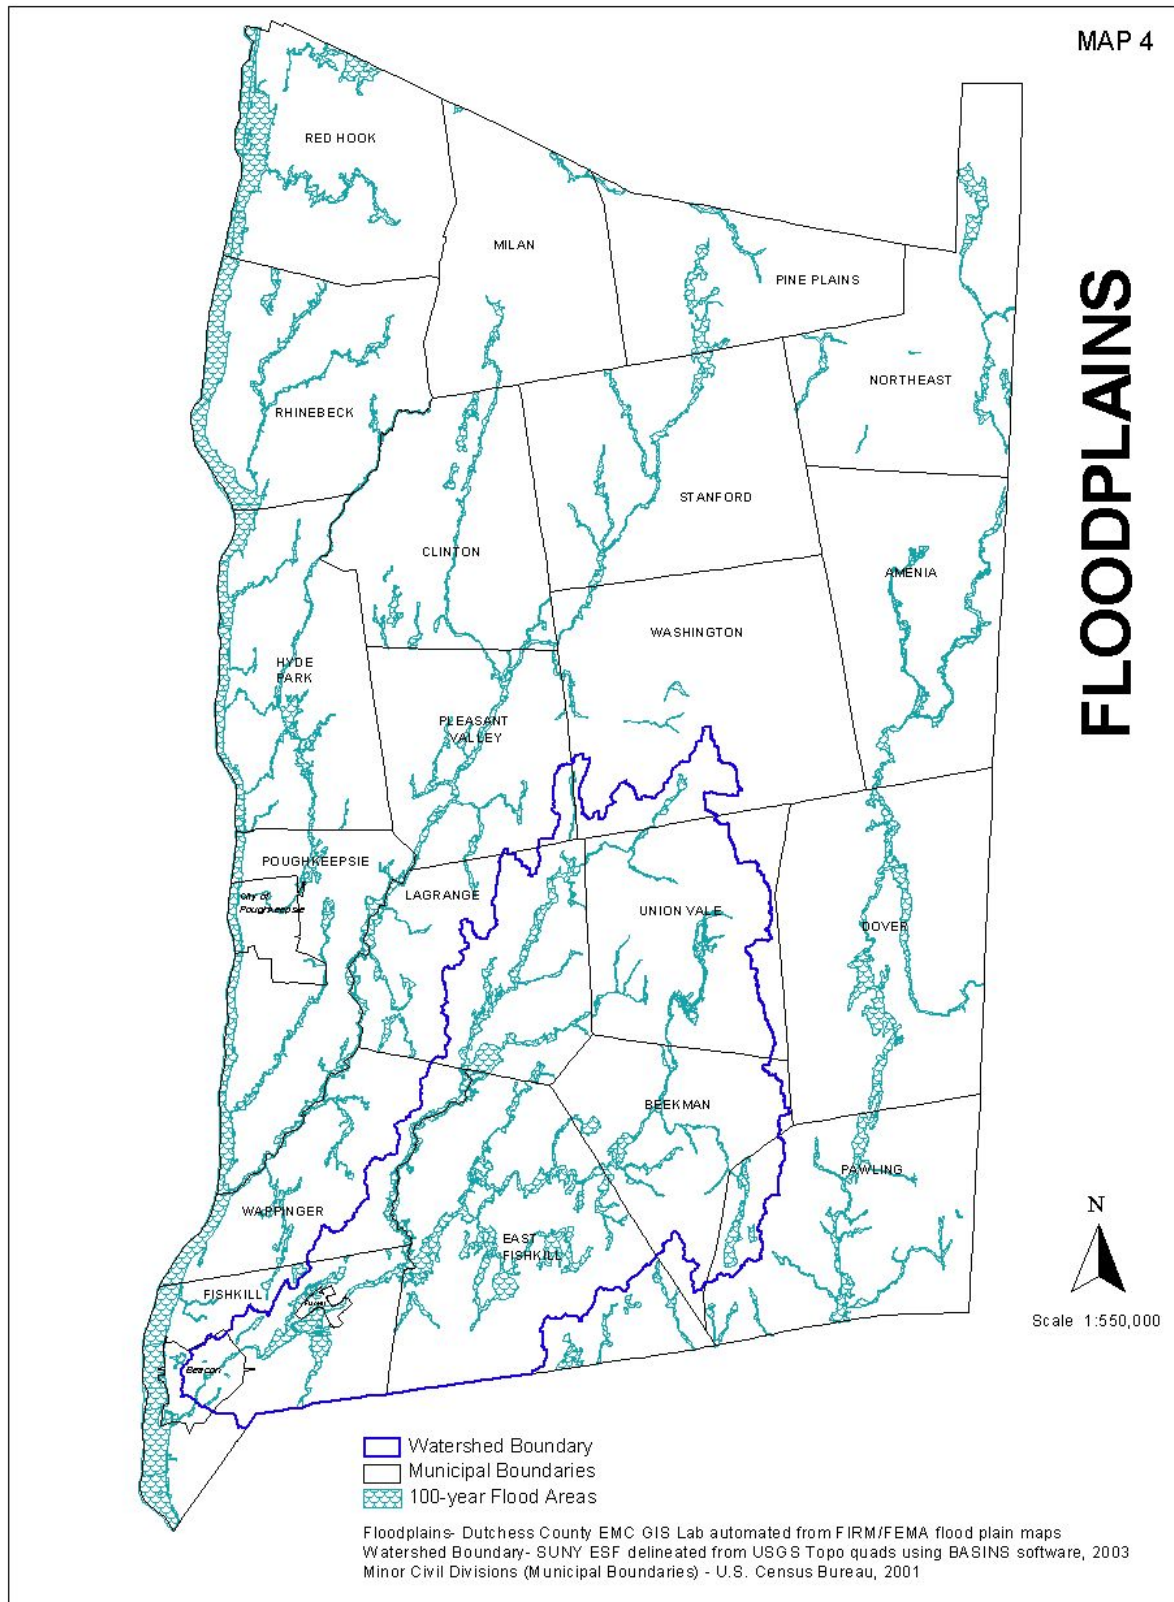 MAP 4
FLOODPLAINS
RED HOOK
MILAN
PINE PLAINS
NORTHEAST
RHINEBECK
STANFORD
CLINTON
AMENIA
WASHINGTON
HYDE
PARK
PLEASANT
VALLEY
POUGHKEEPSIE
City of
Poughkeepsie
LAGRANGE
UNION VALE
DOVER
BEEKMAN
PAWLING
WAPPINGER
EAST
FISHKILL
FISHKILL
Beacon
N
Scale 1:550,000
Watershed Boundary
Municipal Boundaries
100-year Flood Areas
Floodplains- Dutchess County EMC GIS Lab automated from FIRM/FEMA flood plain maps
Watershed Boundary- SUNY ESF delineated from USGS Topo quads using BASINS software, 2003
Minor Civil Divisions (Municipal Boundaries) - U.S. Census Bureau, 2001